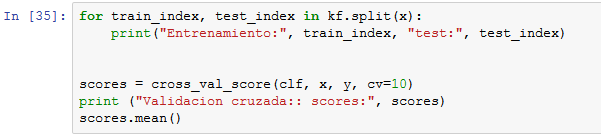 In [35]: for train_index, test_index in kf.split(x):
    print("Entrenamiento:", train_index, "test:", test_index)
scores = cross_val_score(clf, x, y, cv=10)
print ("Validacion cruzada:: scores:", scores)
scores.mean()